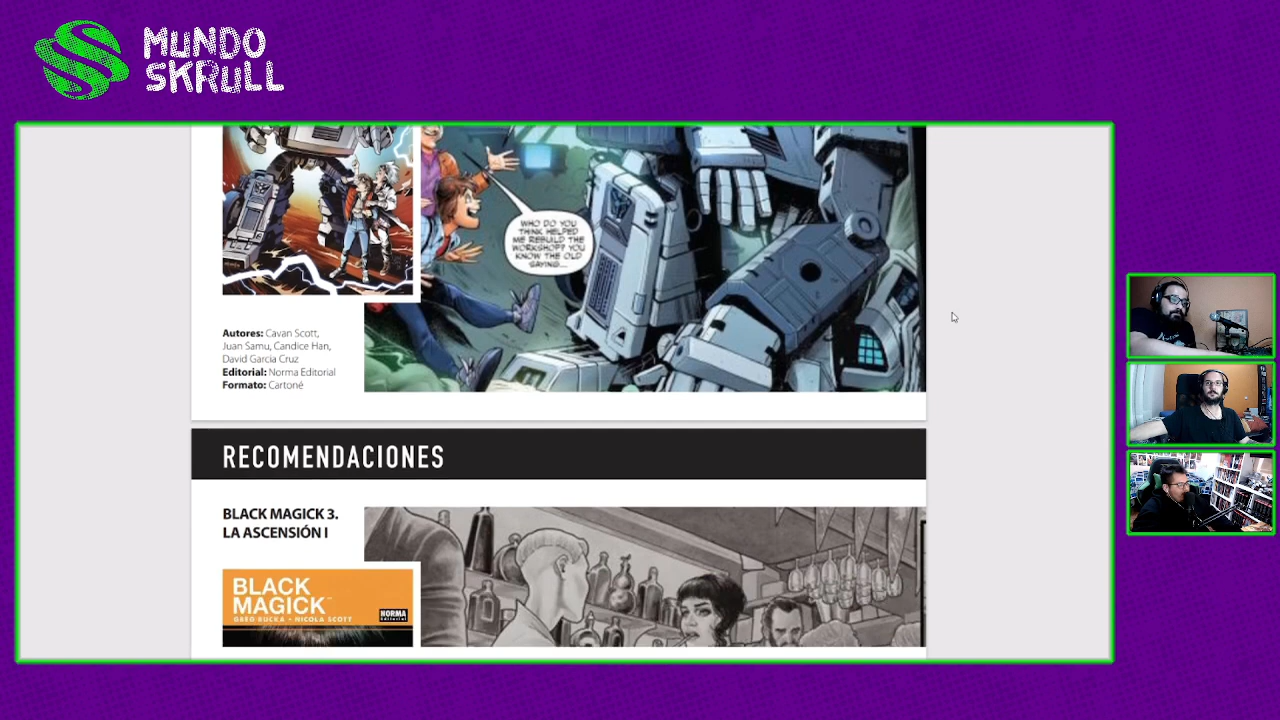 MUNDO
SKRULL
WHO DO YOU
THINK HELPED
ME REBUILD THE
WORKSHOP? YOU
KNOW THE OLD
SAYING...
Autores: Cavan Scott,
Juan Samu, Candice Han,
David García Cruz
Editorial: Norma Editorial
Formato: Cartoné
RECOMENDACIONES
BLACK MAGICK 3.
LA ASCENSIÓN I
BLACK
MAGICK
GREG RUCKA • NICOLA SCOTT
NORMA
Editorial